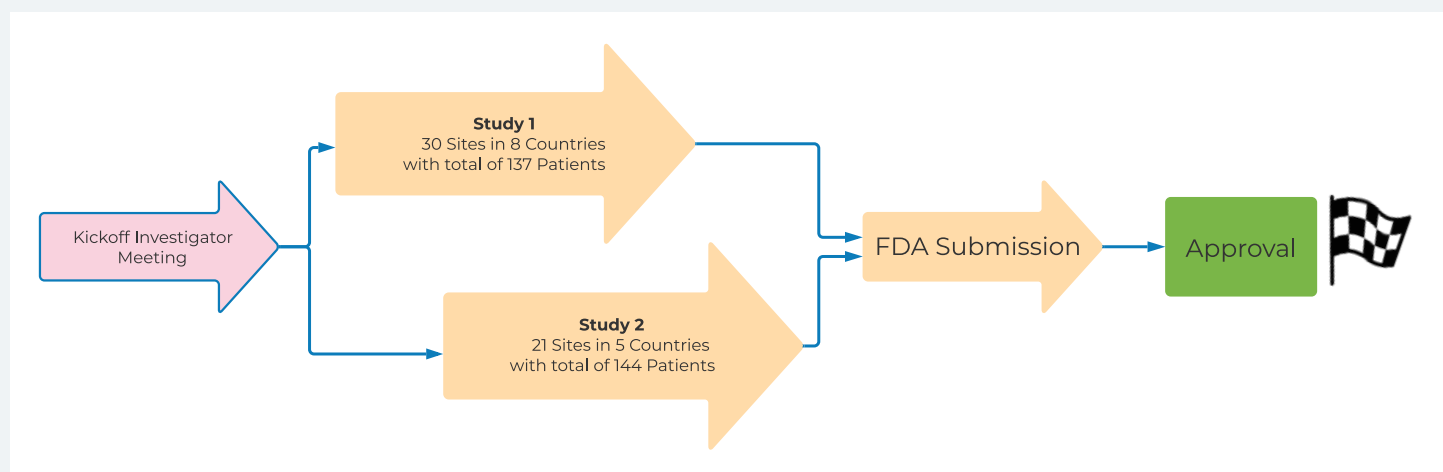 Kickoff Investigator
Meeting
Study 1
30 Sites in 8 Countries
with total of 137 Patients
Study 2
21 Sites in 5 Countries
with total of 144 Patients
FDA Submission
Approval